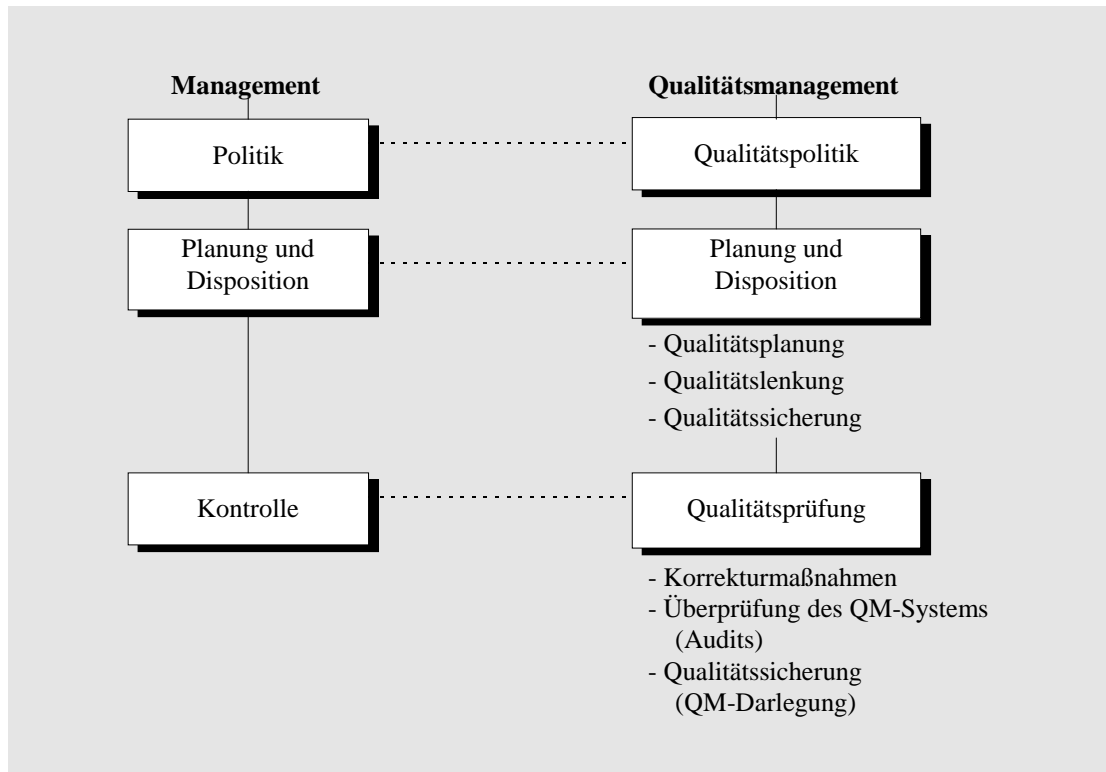 Management
Politik
Planung und
Disposition
Kontrolle
Qualitätsmanagement
Qualitätspolitik
Planung und
Disposition
- Qualitätsplanung
- Qualitätslenkung
- Qualitätssicherung
Qualitätsprüfung
- Korrekturmaßnahmen
- Überprüfung des QM-Systems
(Audits)
- Qualitätssicherung
(QM-Darlegung)